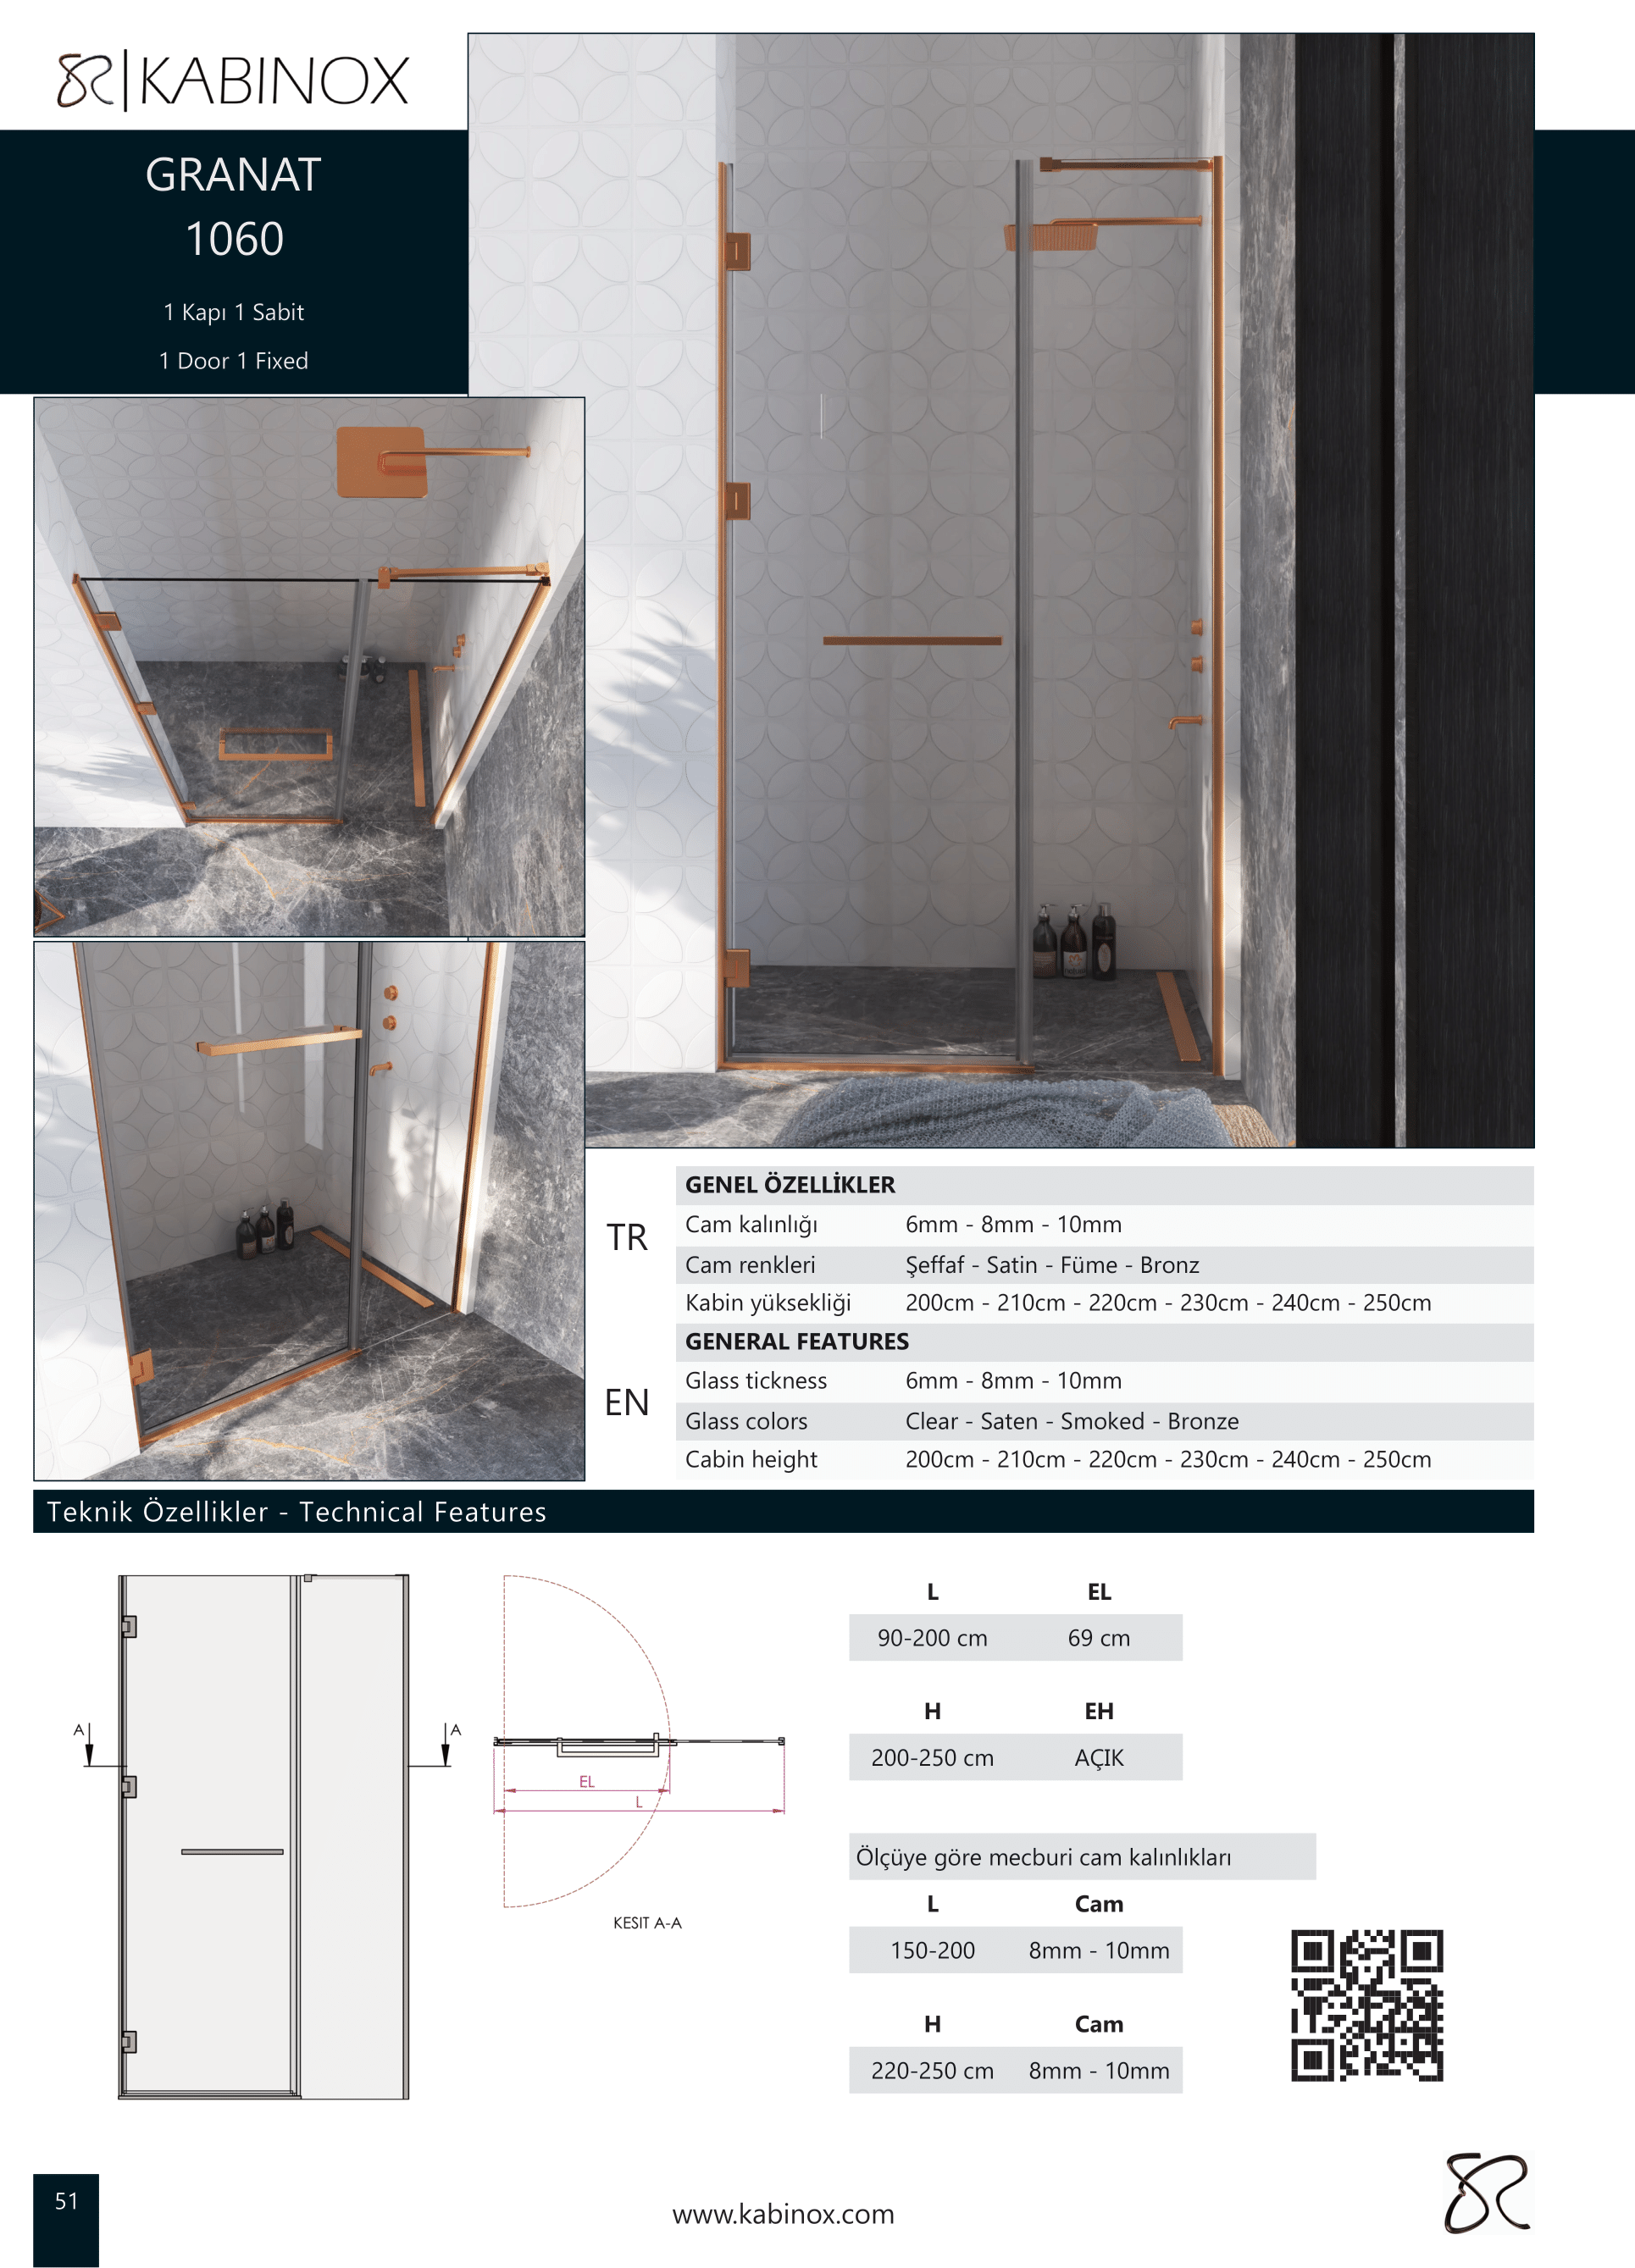 KABINOX
GRANAT
1060
1 Kapı 1 Sabit
1 Door 1 Fixed
TR
GENEL ÖZELLİKLER
Cam kalınlığı 6mm - 8mm - 10mm
Cam renkleri Şeffaf - Satin - Füme - Bronz
Kabin yüksekliği 200cm - 210cm - 220cm - 230cm - 240cm - 250cm
EN
GENERAL FEATURES
Glass tickness 6mm - 8mm - 10mm
Glass colors Clear - Saten - Smoked - Bronze
Cabin height 200cm - 210cm - 220cm - 230cm - 240cm - 250cm
Teknik Özellikler - Technical Features
A A
EL
L
KESIT A-A
L EL
90-200 cm 69 cm
H EH
200-250 cm AÇIK
Ölçüye göre mecburi cam kalınlıkları
L Cam
150-200 8mm - 10mm
H Cam
220-250 cm 8mm - 10mm
51
www.kabinox.com